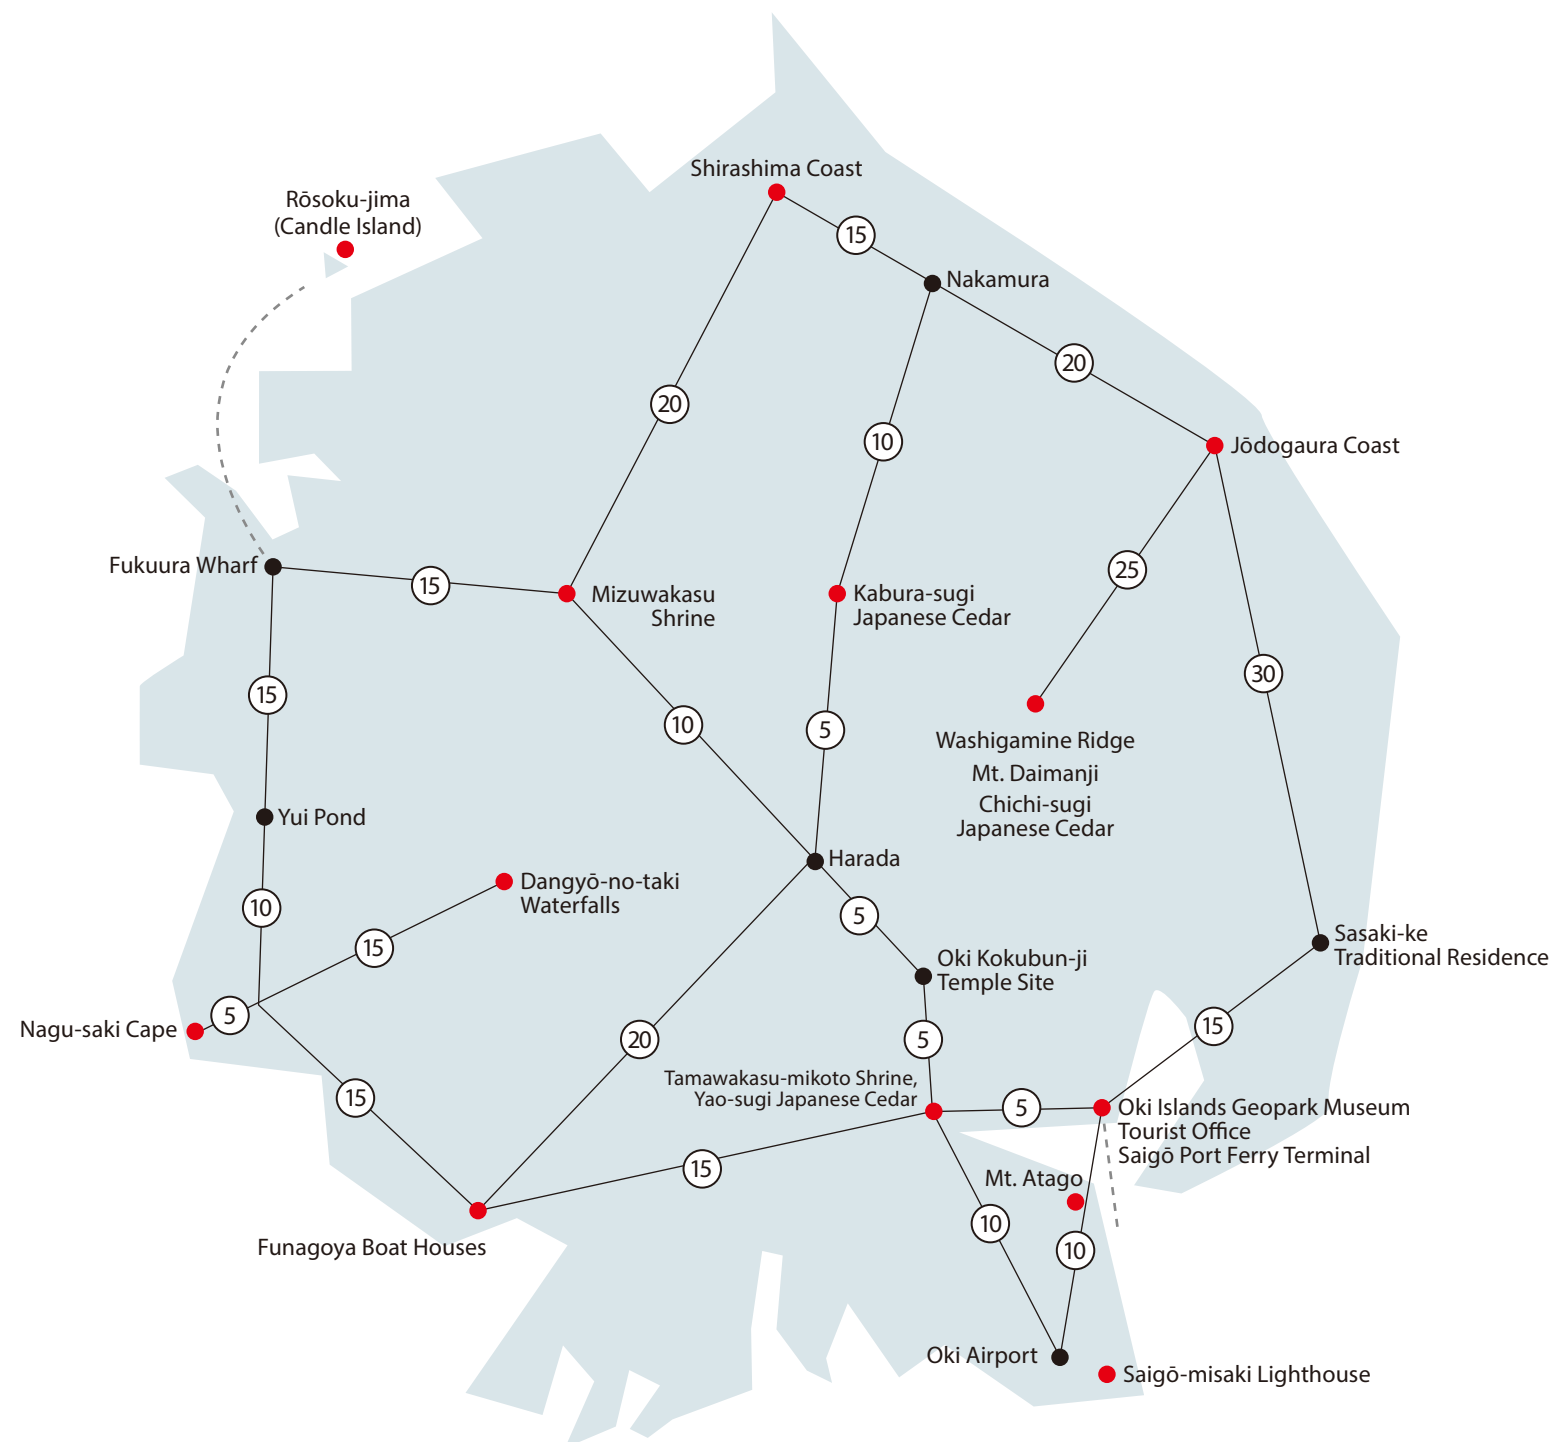 Shirashima Coast
Rōsoku-jima
(Candle Island)
15
Nakamura
20
20
10
Jōdogaura Coast
Fukuura Wharf
15
Mizuwakasu
Shrine
Kabura-sugi
Japanese Cedar
25
30
15
10
5
Washigamine Ridge
Mt. Daimanji
Chichi-sugi
Japanese Cedar
Yui Pond
Harada
Dangyō-no-taki
Waterfalls
10
5
15
Sasaki-ke
Traditional Residence
Oki Kokubun-ji
Temple Site
Nagu-saki Cape
5
20
5
15
Tamawakasu-mikoto Shrine,
Yao-sugi Japanese Cedar
15
5
Oki Islands Geopark Museum
Tourist Office
Saigō Port Ferry Terminal
15
Mt. Atago
10
10
Funagoya Boat Houses
Oki Airport
Saigō-misaki Lighthouse